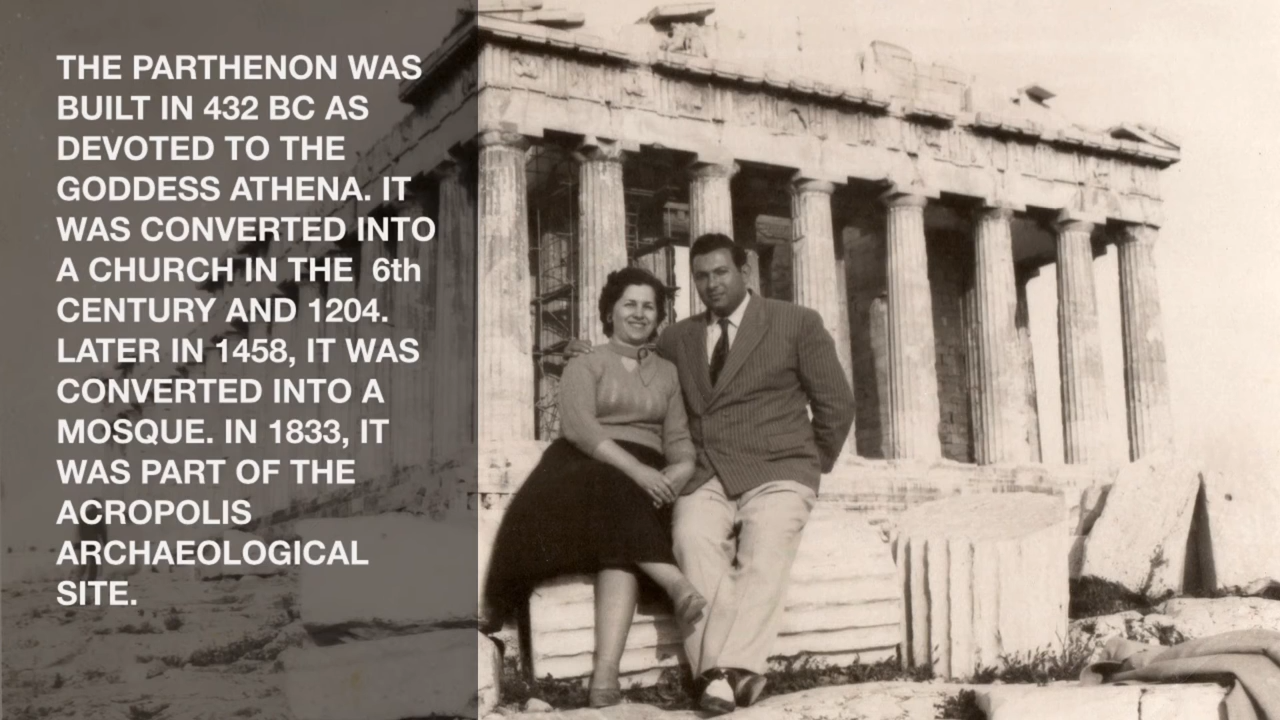 THE PARTHENON WAS
BUILT IN 432 BC AS
DEVOTED TO THE
GODDESS ATHENA. IT
WAS CONVERTED INTO
A CHURCH IN THE  6th
CENTURY AND 1204.
LATER IN 1458, IT WAS
CONVERTED INTO A
MOSQUE. IN 1833, IT
WAS PART OF THE
ACROPOLIS
ARCHAEOLOGICAL
SITE.